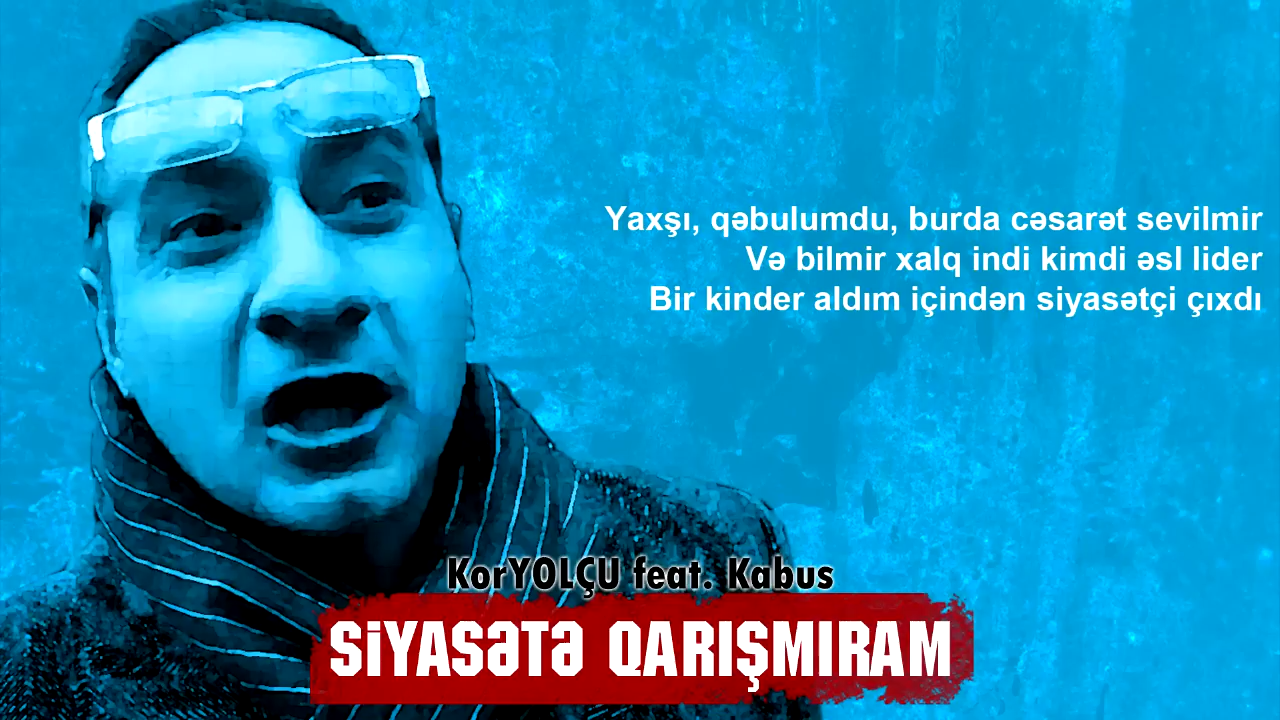 Yaxşı, qəbulumdu, burda cəsarət sevilmir
Və bilmir xalq indi kimdi əsl lider
Bir kinder aldım içindən siyasətçi çıxdı
KorYOLÇU feat. Kabus
SİYASƏTƏ QARIŞMIRAM